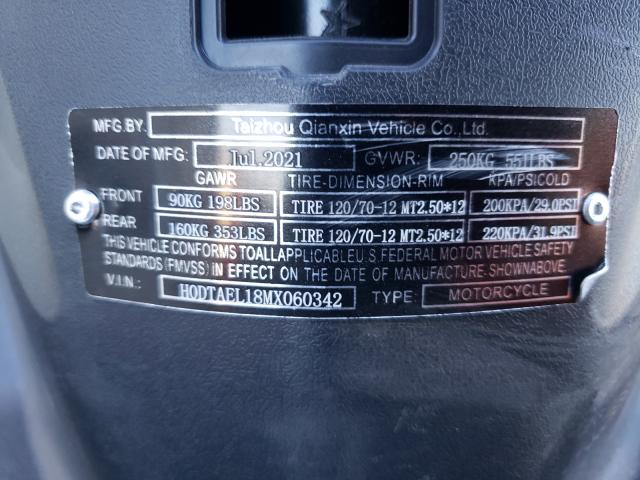 MFG.BY. Taizhou Qianxin Vehicle Co.,Ltd.
DATE OF MFG: Jul.2021 GVWR: 250KG 551LBS
GAWR TIRE-DIMENSION-RIM KPA/PSICOLD
FRONT 90KG 198LBS TIRE 120/70-12 MT2.50*12 200KPA/29.0PSI
REAR 160KG 353LBS TIRE 120/70-12 MT2.50*12 220KPA/31.9PSI
THIS VEHICLE CONFORMS TOALLAPPLICABLEU.S.FEDERAL MOTOR VEHICLE SAFETY
STANDARDS (FMVSS) IN EFFECT ON THE DATE OF MANUFACTURE-SHOWNABOVE.
V.I.N.: H0DTAEL18MX060342 TYPE: MOTORCYCLE